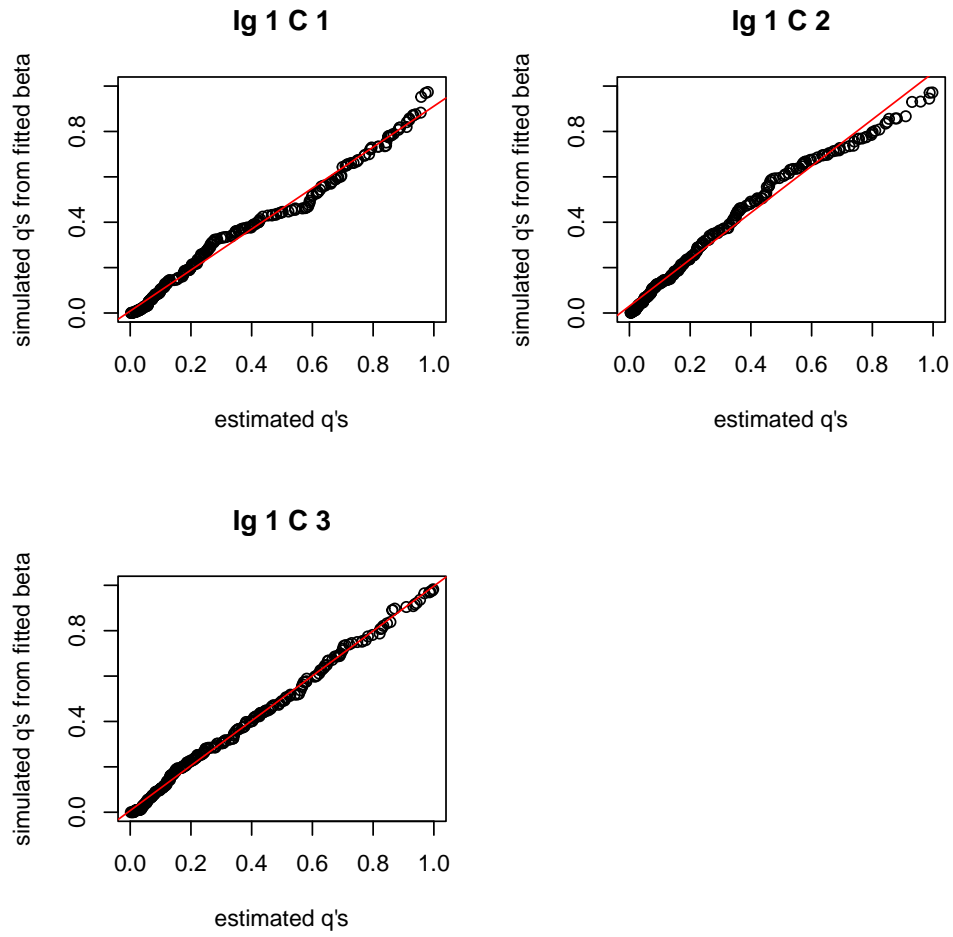 Ig 1 C 1
simulated q's from fitted beta
0.8
0.4
0.0
0.0 0.2 0.4 0.6 0.8 1.0
estimated q's
Ig 1 C 2
simulated q's from fitted beta
0.8
0.4
0.0
0.0 0.2 0.4 0.6 0.8 1.0
estimated q's
Ig 1 C 3
simulated q's from fitted beta
0.8
0.4
0.0
0.0 0.2 0.4 0.6 0.8 1.0
estimated q's